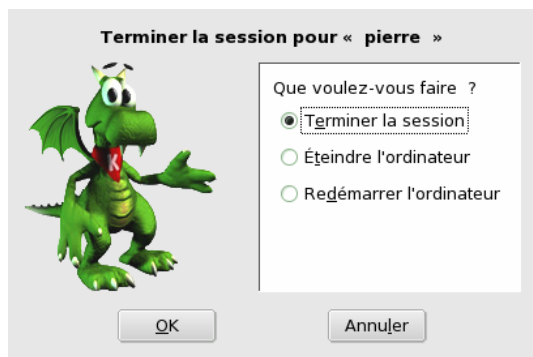 Terminer la session pour «  pierre  »
Que voulez-vous faire  ?
Terminer la session
Éteindre l'ordinateur
Redémarrer l'ordinateur
K
OK
Annuler